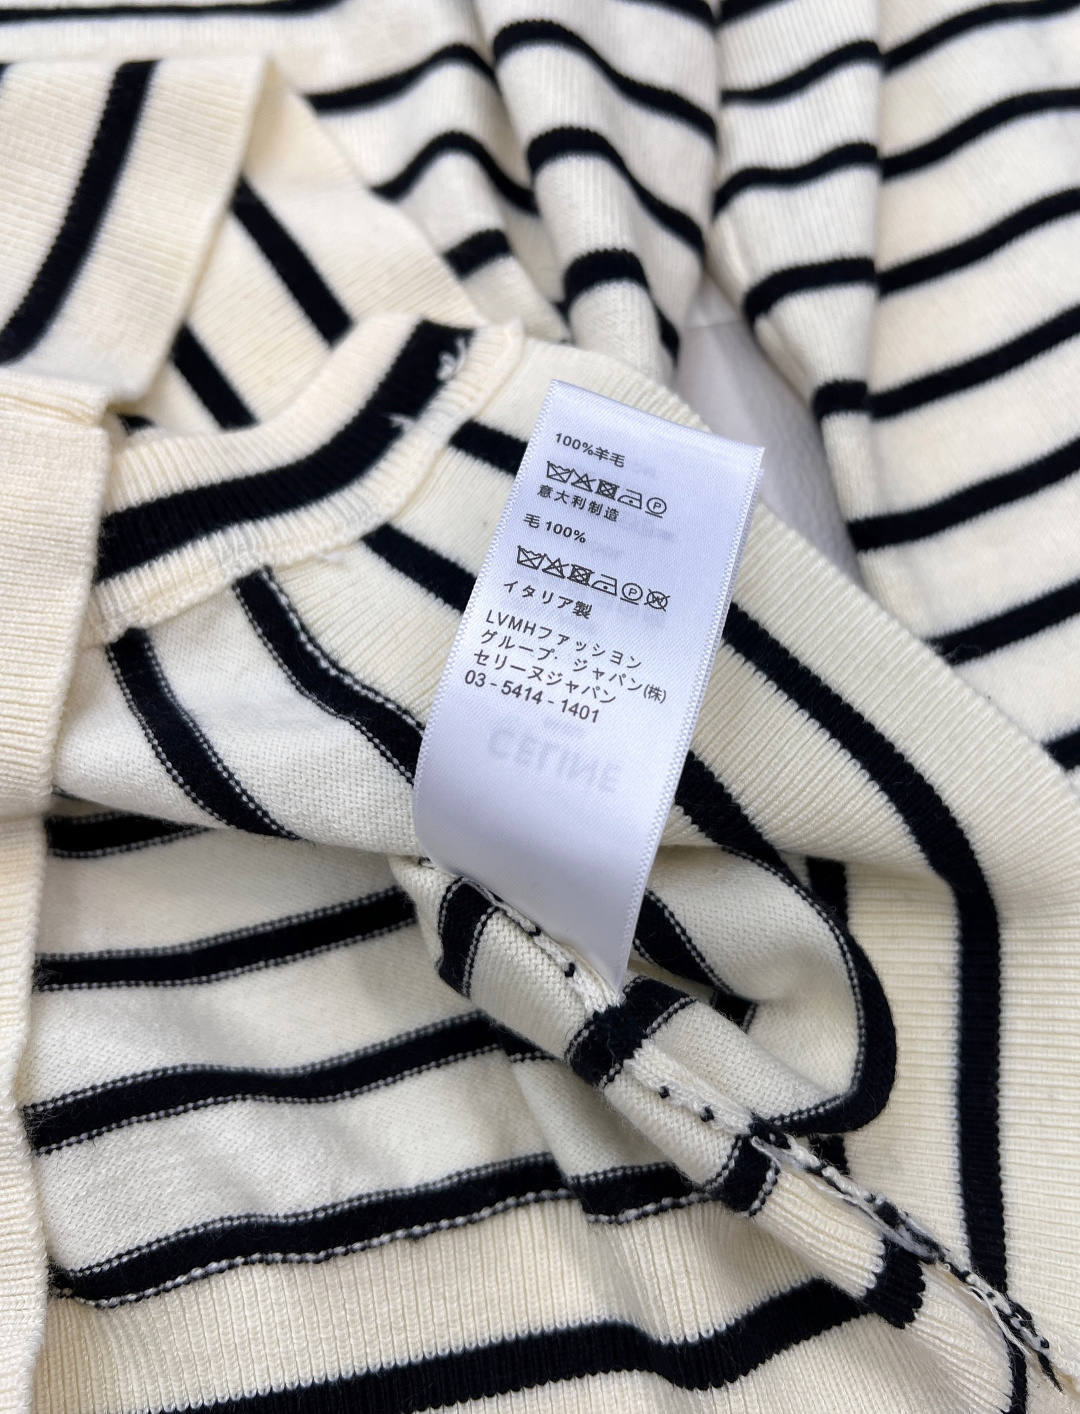 100%羊毛
意大利制造
毛 100%
イタリア製
LVMHファッション
グループ・ジャパン(株)
セリーヌジャパン
03-5414-1401
CELINE